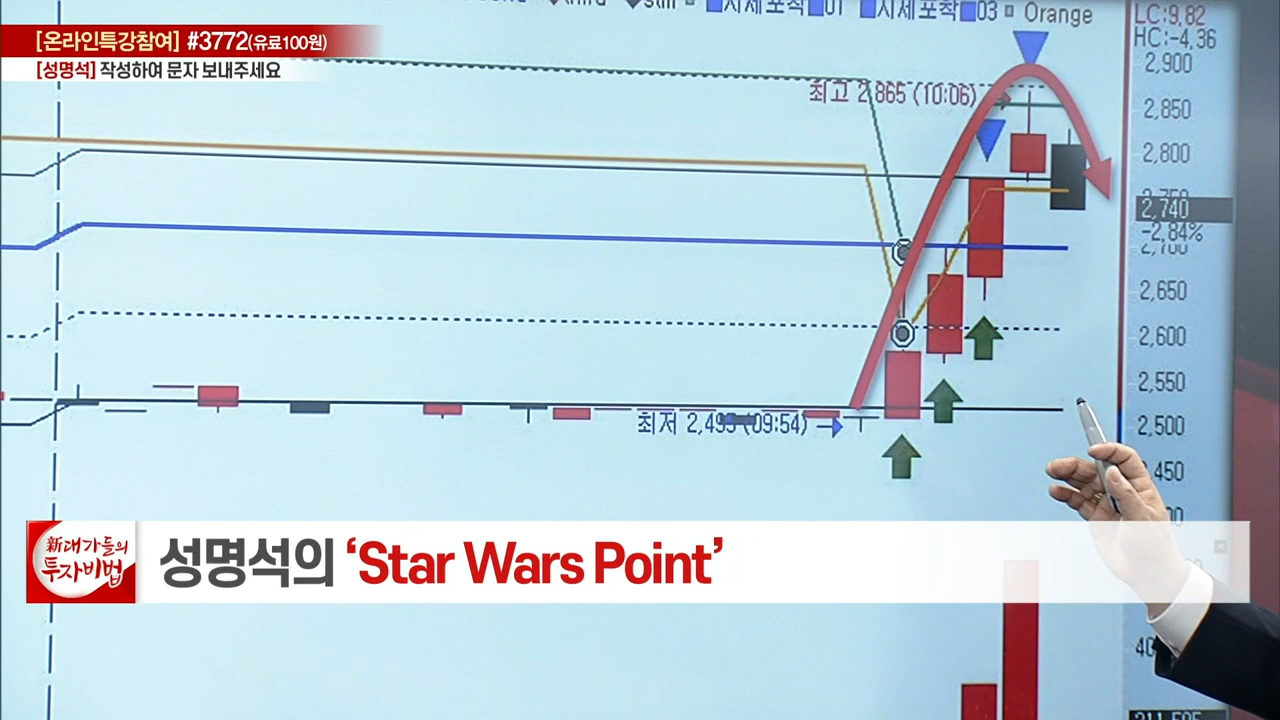 [온라인특강참여] #3772(유료100원)
[성명석] 작성하여 문자 보내주세요
시세포착 01 시세포착 03 Orange
LC:9,82
HC:-4,36
2,900
최고 2,865 (10:06)
2,850
2,800
2,740
-2,84%
2,650
2,600
2,550
최저 2,495 (09:54)
2,500
新대가들의
투자비법
성명석의 ‘Star Wars Point’